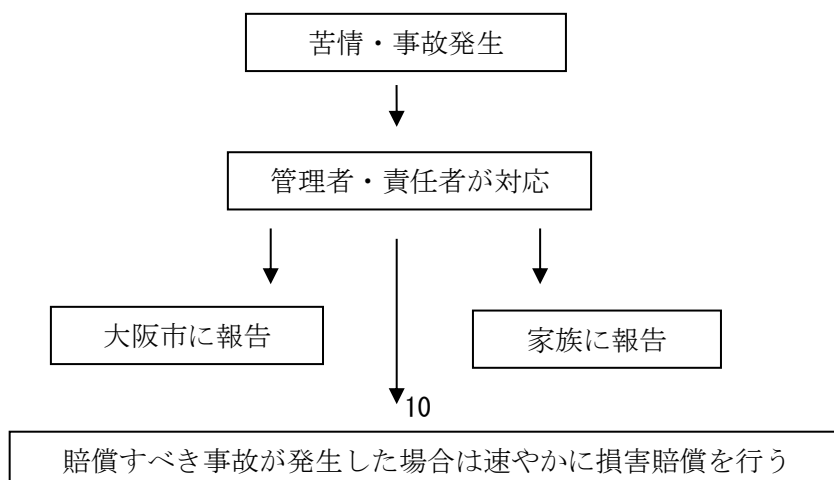 苦情・事故発生
管理者・責任者が対応
大阪市に報告
家族に報告
10
賠償すべき事故が発生した場合は速やかに損害賠償を行う